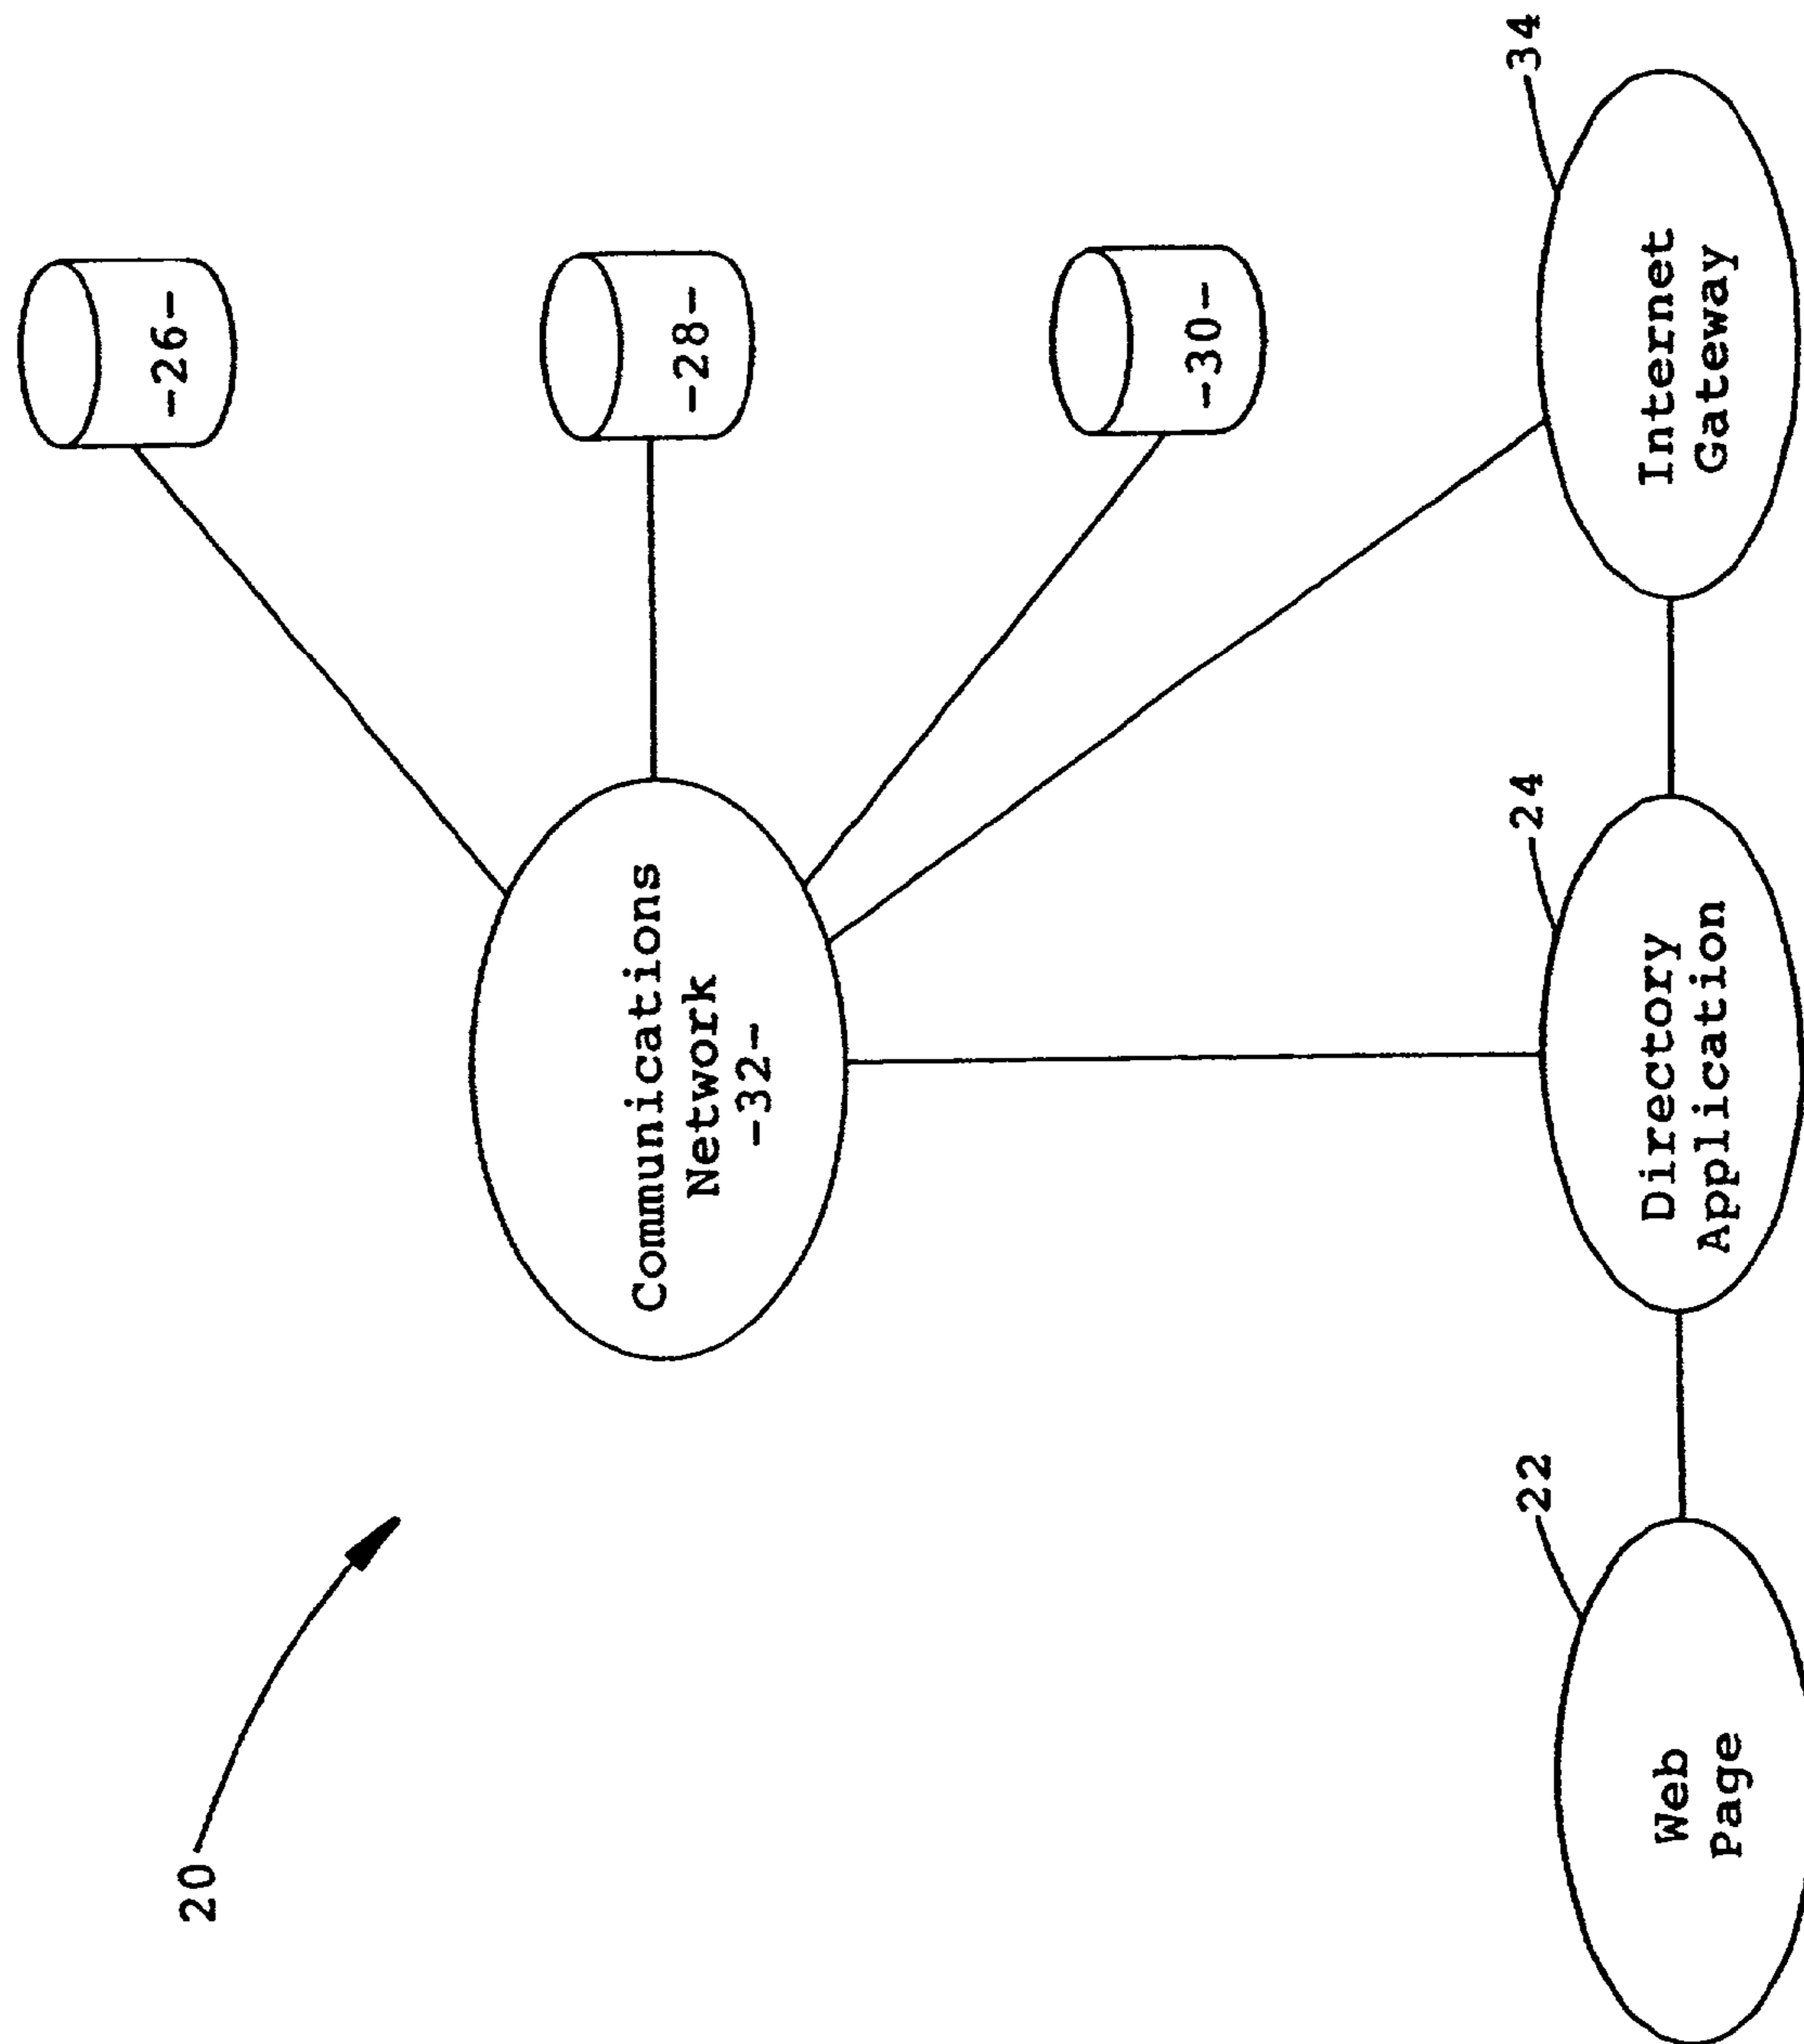 20
-26-
-28-
-30-
Communications
Network
-32-
22
24
34
Web
Page
Directory
Application
Internet
Gateway